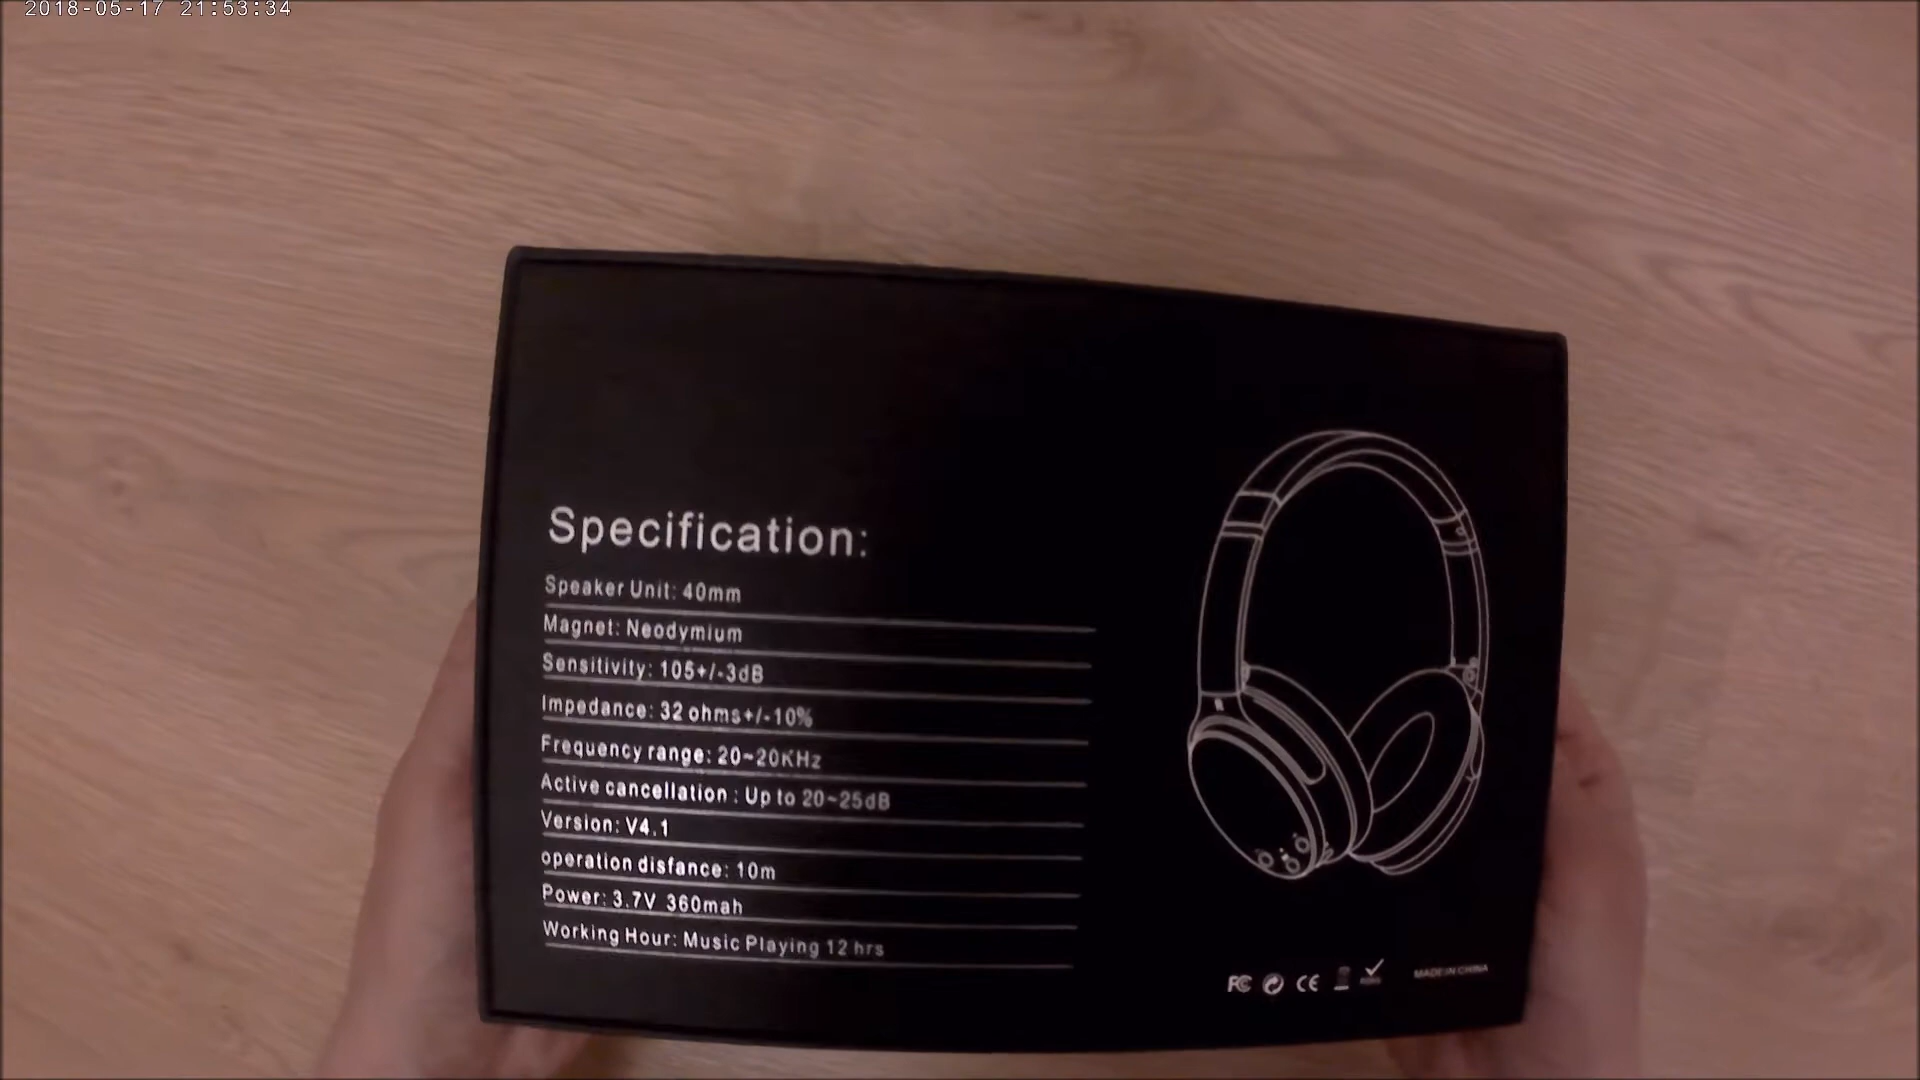 2018-05-17 21:53:34
Specification:
Speaker Unit: 40mm
Magnet: Neodymium
Sensitivity: 105+/-3dB
Impedance: 32 ohms+/-10%
Frequency range: 20~20KHz
Active cancellation : Up to 20~25dB
Version: V4.1
operation disfance: 10m
Power: 3.7V 360mah
Working Hour: Music Playing 12 hrs
FC CE MADE IN CHINA